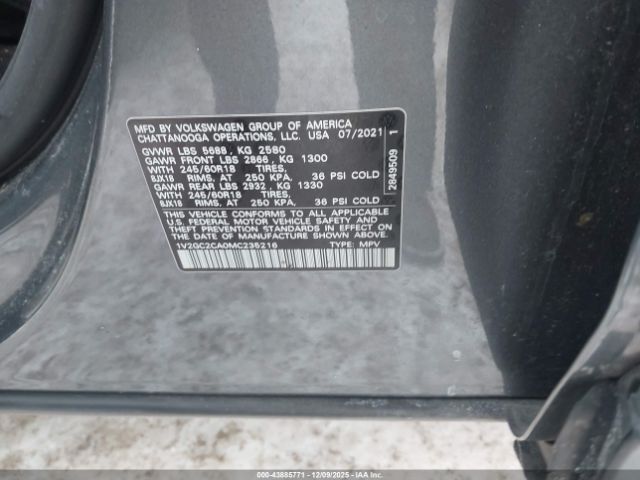 MFD BY VOLKSWAGEN GROUP OF AMERICA
CHATTANOOGA OPERATIONS, LLC. USA 07/2021
GVWR LBS 5688 , KG 2580
GAWR FRONT LBS 2866 , KG 1300
WITH 245/60R18 TIRES,
8JX18 RIMS, AT 250 KPA, 36 PSI COLD
GAWR REAR LBS 2932 , KG 1330
WITH 245/60R18 TIRES,
8JX18 RIMS, AT 250 KPA, 36 PSI COLD
THIS VEHICLE CONFORMS TO ALL APPLICABLE
U.S. FEDERAL MOTOR VEHICLE SAFETY AND
THEFT PREVENTION STANDARDS IN EFFECT ON
THE DATE OF MANUFACTURE SHOWN ABOVE.
1V2GC2CA0MC235216 TYPE: MPV
2849509 1
000-43885771 - 12/09/2025 - IAAI.COM